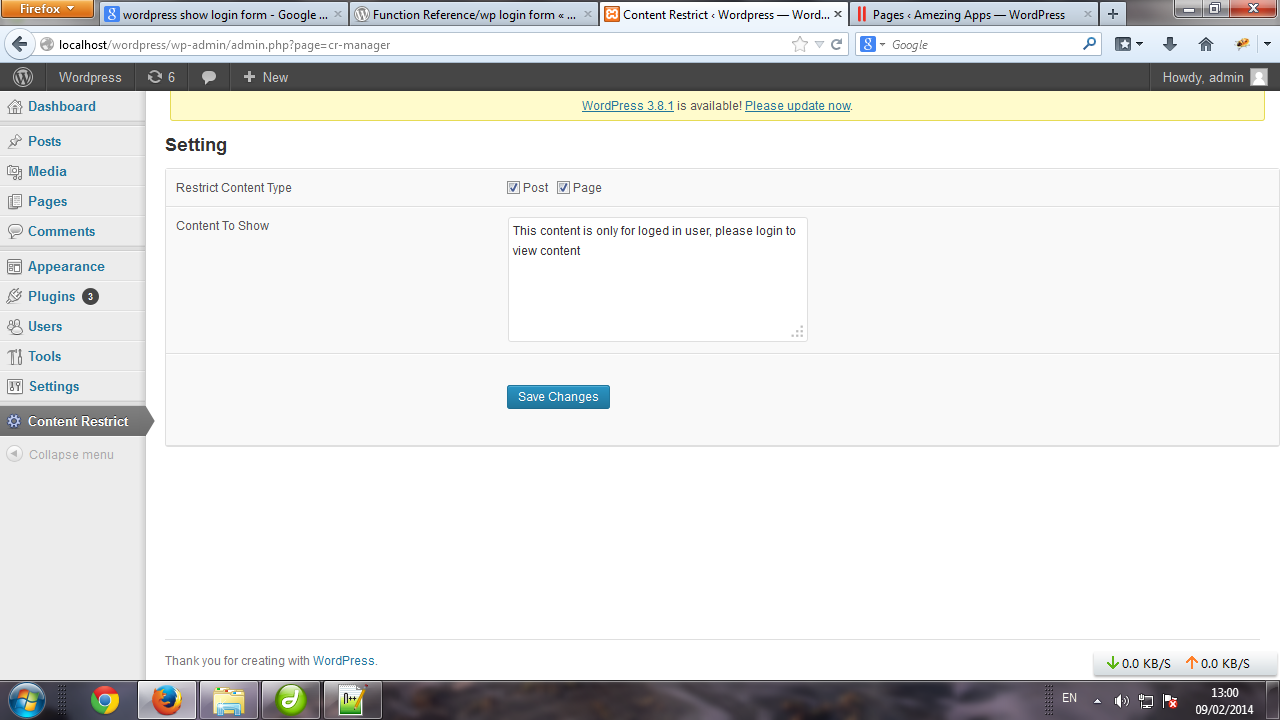 Firefox
wordpress show login form - Google ...
Function Reference/wp login form « ...
Content Restrict ‹ Wordpress — Word...
Pages ‹ Amezing Apps — WordPress
localhost/wordpress/wp-admin/admin.php?page=cr-manager
Google
Wordpress
6
New
Howdy, admin
Dashboard
Posts
Media
Pages
Comments
Appearance
Plugins 3
Users
Tools
Settings
Content Restrict
Collapse menu
WordPress 3.8.1 is available! Please update now.
Setting
Restrict Content Type
Post Page
Content To Show
This content is only for loged in user, please login to
view content
Save Changes
Thank you for creating with WordPress.
0.0 KB/S 0.0 KB/S
EN
13:00
09/02/2014